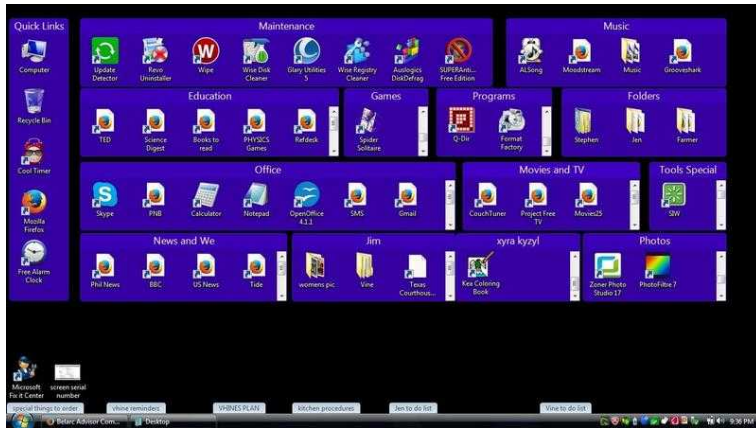 Quick Links
Computer
Recycle Bin
Cool Timer
Mozilla
Firefox
Free Alarm
Clock
Maintenance
Update
Detector
Revo
Uninstaller
Wipe
Wise Disk
Cleaner
Glary Utilities
5
Wise Registry
Cleaner
Auslogics
DiskDefrag
SUPERAnti...
Free Edition
Music
ALSong
Moodstream
Music
Grooveshark
Education
TED
Science
Digest
Books to
read
PHYSICS
Games
Refdesk
Games
Spider
Solitaire
Programs
Q-Dir
Format
Factory
Folders
Stephen
Jen
Farmer
Office
Skype
PNB
Calculator
Notepad
OpenOffice
4.1.1
SMS
Gmail
Movies and TV
CouchTuner
Project Free
TV
Movies25
Tools Special
SIW
News and We
Phil News
BBC
US News
Tide
Jim
womens pic
Vine
Texas
Courthous...
xyra kyzyl
Kea Coloring
Book
Photos
Zoner Photo
Studio 17
PhotoFiltre 7
Microsoft
Fix it Center
screen serial
number
special things to order
vhine reminders
VHINES PLAN
kitchen procedures
Jen to do list
Vine to do list
Belarc Advisor Com...
Desktop
9:36 PM